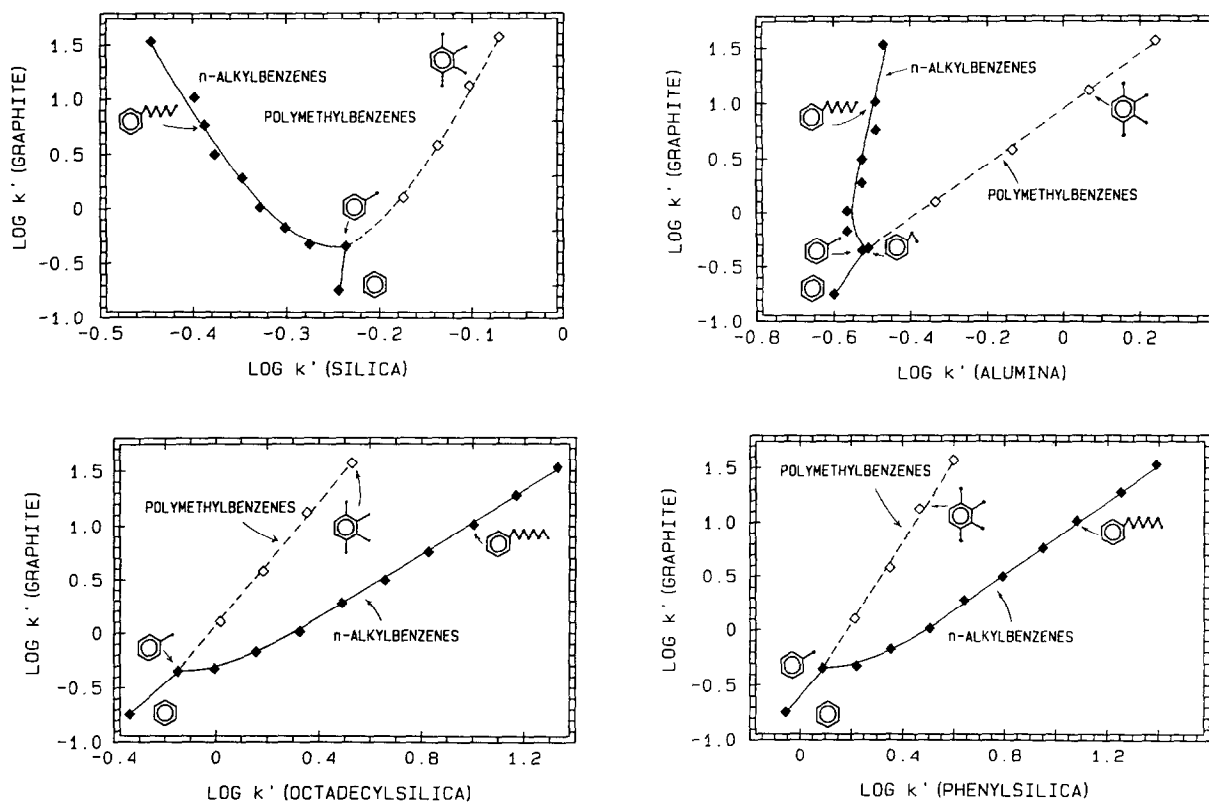 LOG k' (GRAPHITE)
1.5
1.0
0.5
0
-0.5
-1.0
n-ALKYLBENZENES
POLYMETHYLBENZENES
-0.5
-0.4
-0.3
-0.2
-0.1
0
LOG k' (SILICA)
LOG k' (GRAPHITE)
1.5
1.0
0.5
0
-0.5
-1.0
n-ALKYLBENZENES
POLYMETHYLBENZENES
-0.8
-0.6
-0.4
-0.2
0
0.2
LOG k' (ALUMINA)
LOG k' (GRAPHITE)
1.5
1.0
0.5
0
-0.5
-1.0
POLYMETHYLBENZENES
n-ALKYLBENZENES
-0.4
0
0.4
0.8
1.2
LOG k' (OCTADECYLSILICA)
LOG k' (GRAPHITE)
1.5
1.0
0.5
0
-0.5
-1.0
POLYMETHYLBENZENES
n-ALKYLBENZENES
0
0.4
0.8
1.2
LOG k' (PHENYLSILICA)